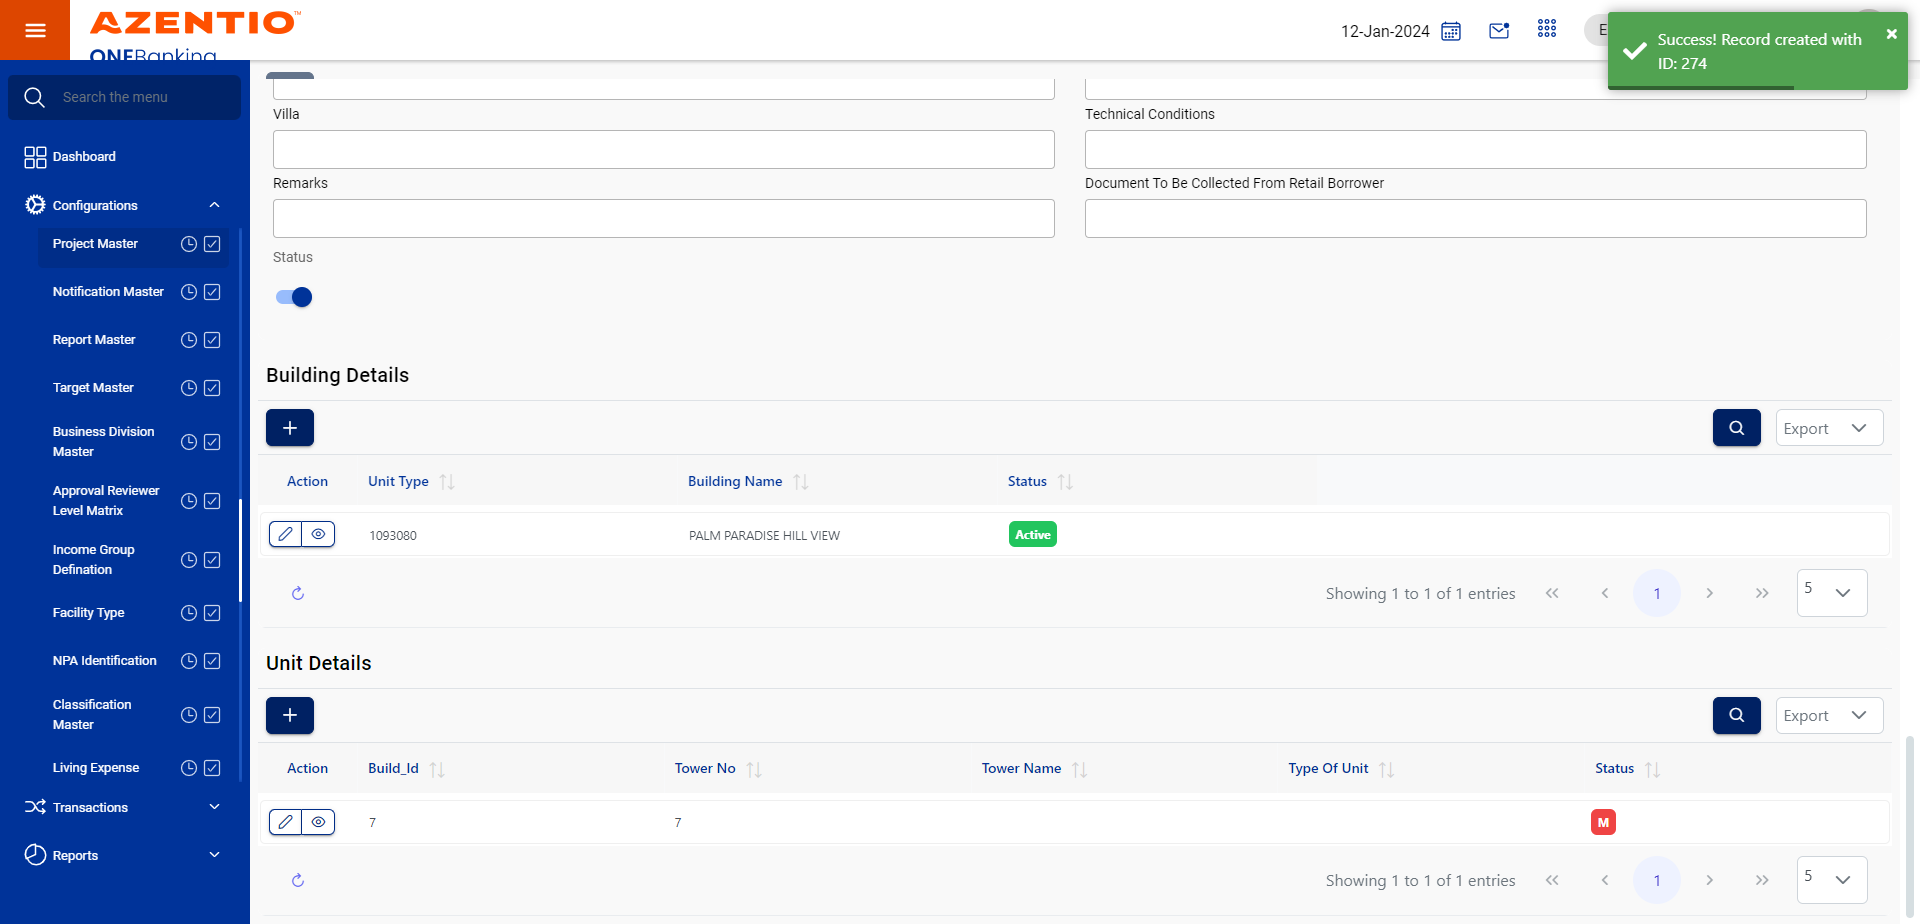 AZENTIO™
ONEBanking
12-Jan-2024
E
Success! Record created with
ID: 274
Search the menu
Dashboard
Configurations
Project Master
Notification Master
Report Master
Target Master
Business Division
Master
Approval Reviewer
Level Matrix
Income Group
Defination
Facility Type
NPA Identification
Classification
Master
Living Expense
Transactions
Reports
Villa
Technical Conditions
Remarks
Document To Be Collected From Retail Borrower
Status
Building Details
Export
Action Unit Type Building Name Status
1093080 PALM PARADISE HILL VIEW Active
Showing 1 to 1 of 1 entries 1 5
Unit Details
Export
Action Build_Id Tower No Tower Name Type Of Unit Status
7 7 M
Showing 1 to 1 of 1 entries 1 5